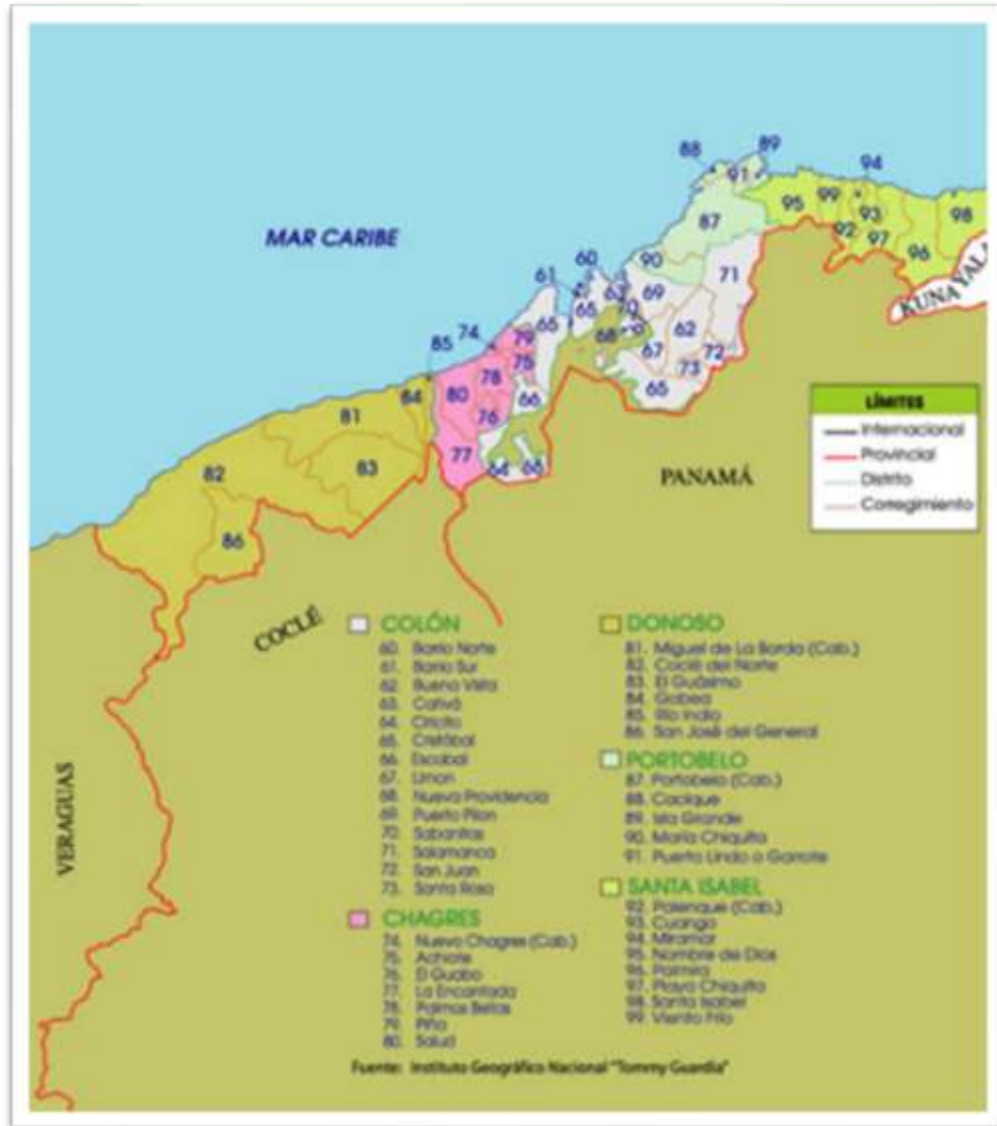 88
89
94
91
95
99
93
98
92
97
96
87
MAR CARIBE
60
90
71
61
63
69
65
70
62
KUNA YALA
74
79
65
68
85
75
67
72
73
78
84
80
66
65
81
76
LÍMITES
Internacional
Provincial
Distrito
Corregimiento
77
82
83
64
PANAMÁ
86
COCLÉ
VERAGUAS
COLÓN
60. Barrio Norte
61. Barrio Sur
62. Buena Vista
63. Cativá
64. Ciricito
65. Cristóbal
66. Escobal
67. Limon
68. Nueva Providencia
69. Puerto Pilon
70. Sabanitas
71. Salamanca
72. San Juan
73. Santa Rosa
CHAGRES
74. Nuevo Chagres (Cab.)
75. Achiote
76. El Guabo
77. La Encantada
78. Palmas Bellas
79. Piña
80. Salud
DONOSO
81. Miguel de La Borda (Cab.)
82. Coclé del Norte
83. El Guásimo
84. Gobea
85. Río Indio
86. San José del General
PORTOBELO
87. Portobelo (Cab.)
88. Cacique
89. Isla Grande
90. María Chiquita
91. Puerto Lindo o Garrote
SANTA ISABEL
92. Palenque (Cab.)
93. Cuango
94. Miramar
95. Nombre de Dios
96. Palmira
97. Playa Chiquita
98. Santa Isabel
99. Viento Frío
Fuente: Instituto Geográfico Nacional "Tommy Guardia"